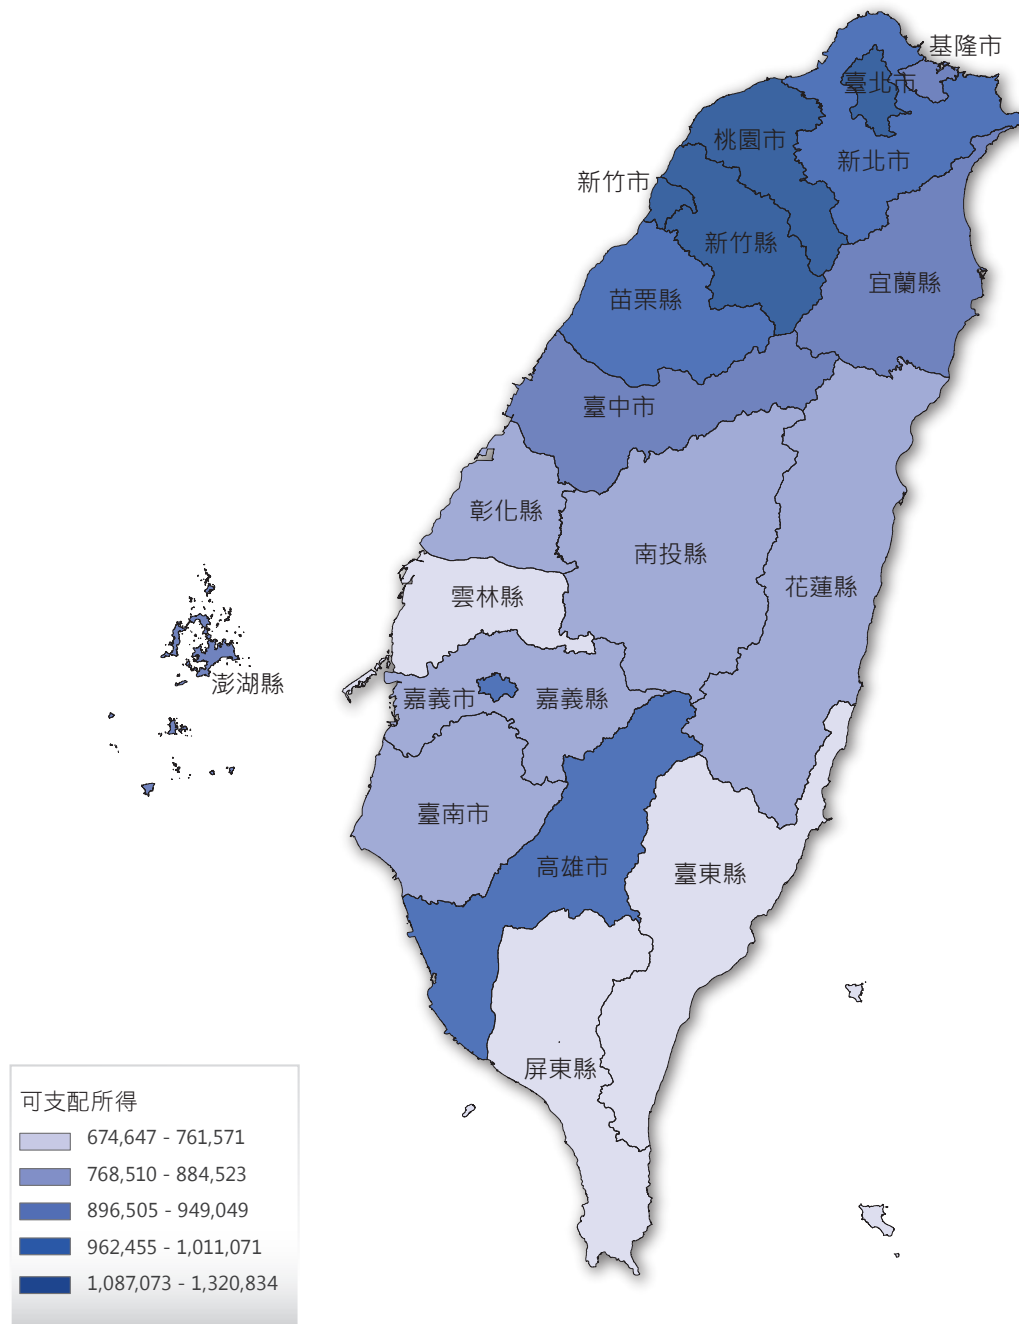 基隆市
臺北市
桃園市
新北市
新竹市
新竹縣
宜蘭縣
苗栗縣
臺中市
彰化縣
南投縣
花蓮縣
雲林縣
澎湖縣
嘉義市
嘉義縣
臺南市
高雄市
臺東縣
屏東縣
可支配所得
674,647 - 761,571
768,510 - 884,523
896,505 - 949,049
962,455 - 1,011,071
1,087,073 - 1,320,834